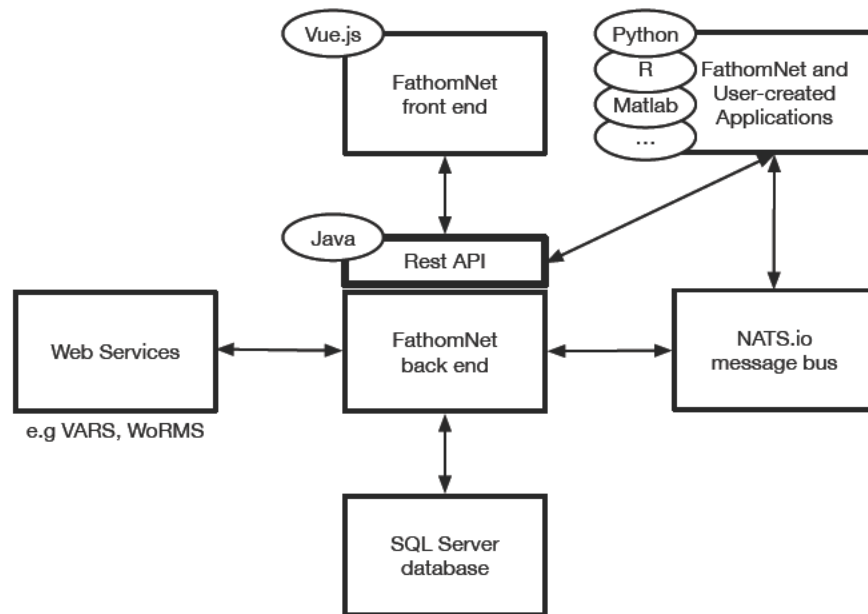 Vue.js
FathomNet
front end
Python
R
Matlab
...
FathomNet and
User-created
Applications
Java
Rest API
Web Services
e.g VARS, WoRMS
FathomNet
back end
NATS.io
message bus
SQL Server
database